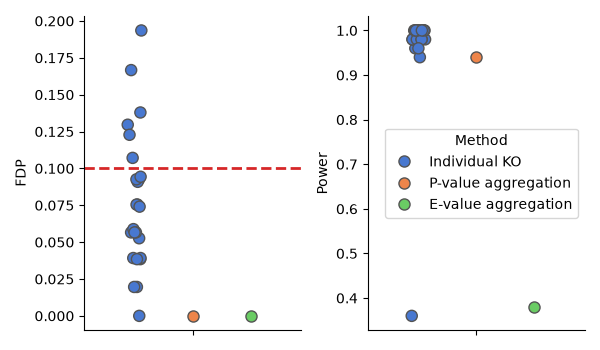 FDP
0.200
0.175
0.150
0.125
0.100
0.075
0.050
0.025
0.000
Power
1.0
0.9
0.8
0.7
0.6
0.5
0.4
Method
Individual KO
P-value aggregation
E-value aggregation